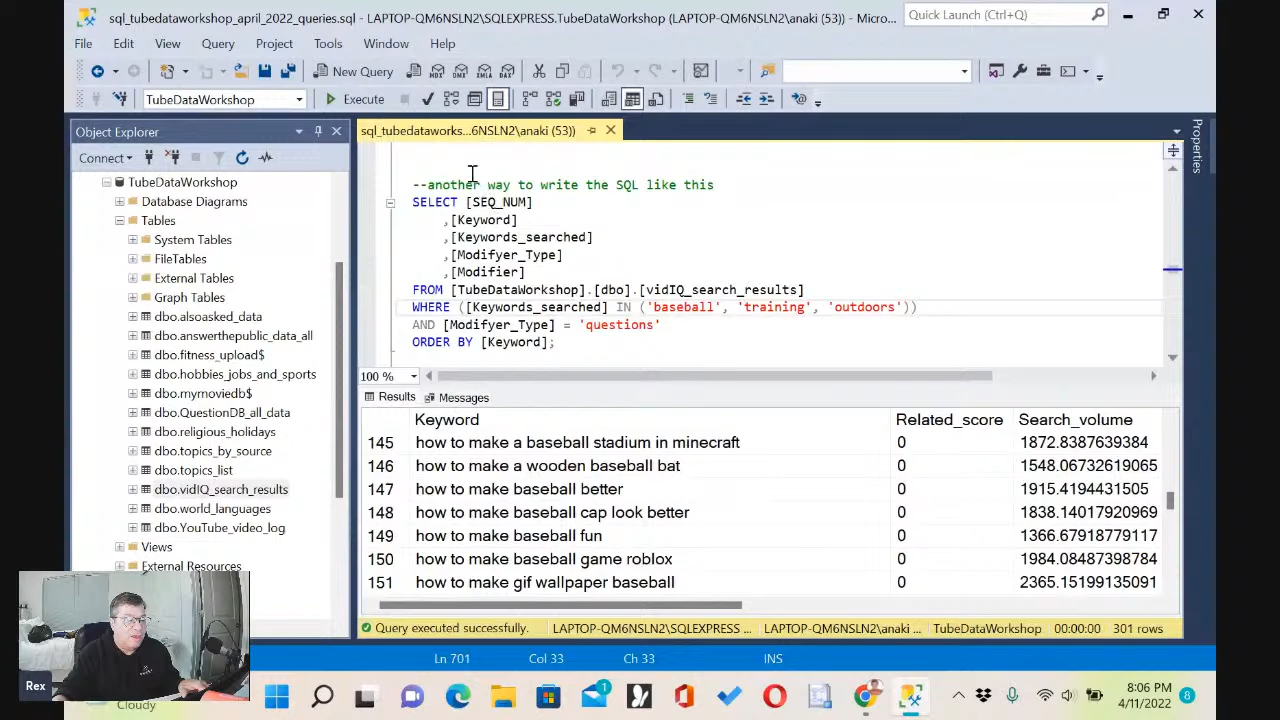 sql_tubedataworkshop_april_2022_queries.sql - LAPTOP-QM6NSLN2\SQLEXPRESS.TubeDataWorkshop (LAPTOP-QM6NSLN2\anaki (53)) - Micro...
Quick Launch (Ctrl+Q)
File Edit View Query Project Tools Window Help
New Query
MDX DMX XMLA DAX
TubeDataWorkshop Execute
Object Explorer
sql_tubedataworks...6NSLN2\anaki (53))
Properties
Connect
TubeDataWorkshop
Database Diagrams
Tables
System Tables
FileTables
External Tables
Graph Tables
dbo.alsoasked_data
dbo.answerthepublic_data_all
dbo.fitness_upload$
dbo.hobbies_jobs_and_sports
dbo.mymoviedb$
dbo.QuestionDB_all_data
dbo.religious_holidays
dbo.topics_by_source
dbo.topics_list
dbo.vidIQ_search_results
dbo.world_languages
dbo.YouTube_video_log
Views
External Resources
--another way to write the SQL like this
SELECT [SEQ_NUM]
,[Keyword]
,[Keywords_searched]
,[Modifyer_Type]
,[Modifier]
FROM [TubeDataWorkshop].[dbo].[vidIQ_search_results]
WHERE ([Keywords_searched] IN ('baseball', 'training', 'outdoors'))
AND [Modifyer_Type] = 'questions'
ORDER BY [Keyword];
100 %
Results Messages
Keyword Related_score Search_volume
145 how to make a baseball stadium in minecraft 0 1872.8387639384
146 how to make a wooden baseball bat 0 1548.06732619065
147 how to make baseball better 0 1915.4194431505
148 how to make baseball cap look better 0 1838.14017920969
149 how to make baseball fun 0 1366.67918779117
150 how to make baseball game roblox 0 1984.08487398784
151 how to make gif wallpaper baseball 0 2365.15199135091
Query executed successfully. LAPTOP-QM6NSLN2\SQLEXPRESS ... LAPTOP-QM6NSLN2\anaki ... TubeDataWorkshop 00:00:00 301 rows
Ln 701 Col 33 Ch 33 INS
Rex
Cloudy
1
8:06 PM
4/11/2022
8